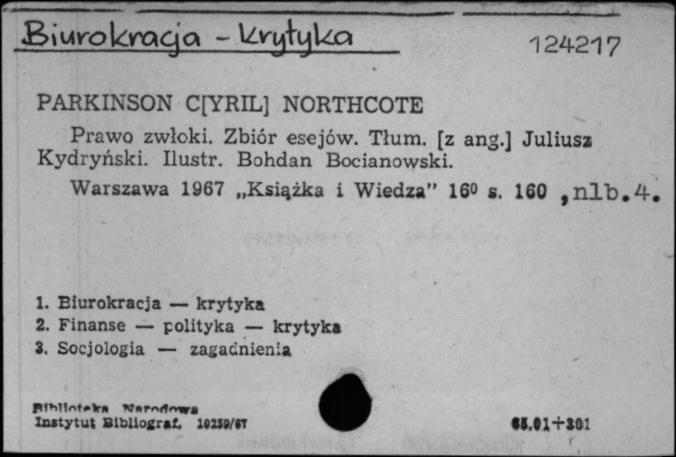 Biurokracja - krytyka
124217
PARKINSON C[YRIL] NORTHCOTE
Prawo zwłoki. Zbiór esejów. Tłum. [z ang.] Juliusz
Kydryński. Ilustr. Bohdan Bocianowski.
Warszawa 1967 „Książka i Wiedza” 16⁰ s. 160 , nlb. 4.
1. Biurokracja — krytyka
2. Finanse — polityka — krytyka
3. Socjologia — zagadnienia
Biblioteka Narodowa
Instytut Bibliograf. 10259/67
65.01+301